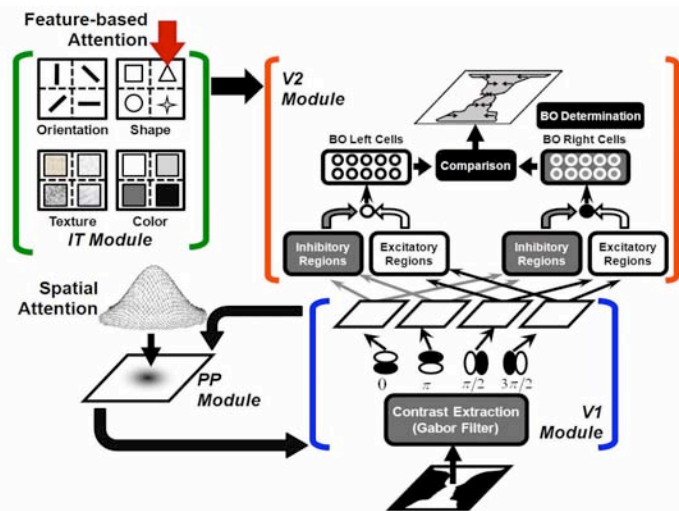 Feature-based
Attention
Orientation
Shape
Texture
Color
IT Module
V2
Module
BO Determination
BO Left Cells
BO Right Cells
Comparison
Inhibitory
Regions
Excitatory
Regions
Inhibitory
Regions
Excitatory
Regions
Spatial
Attention
PP
Module
0
π
π/2
3π/2
Contrast Extraction
(Gabor Filter)
V1
Module